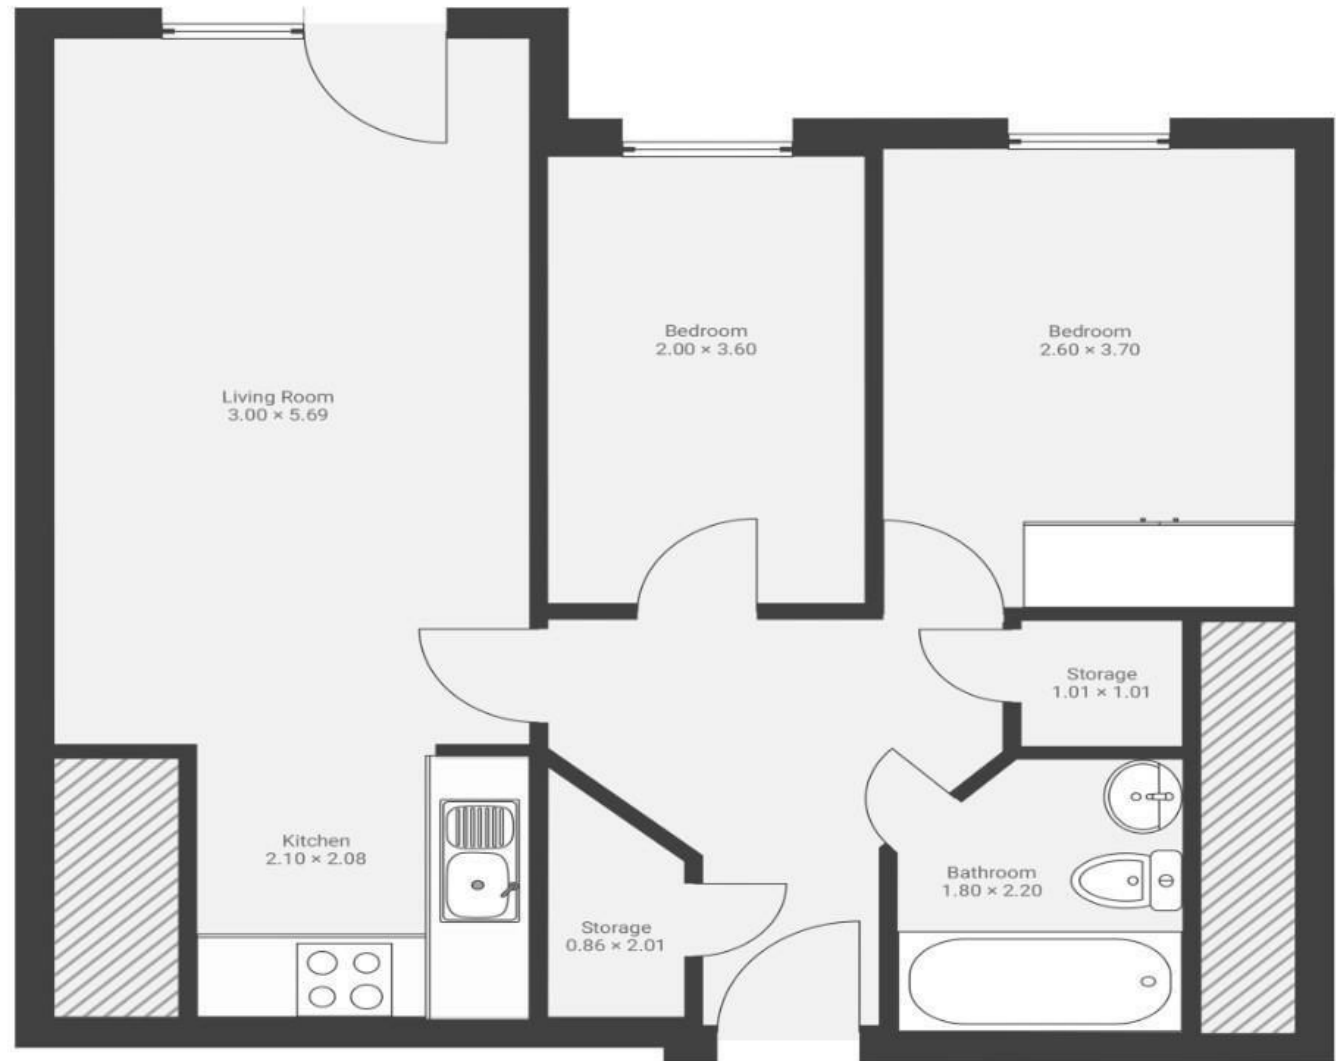 Bedroom
2.00 × 3.60
Bedroom
2.60 × 3.70
Living Room
3.00 × 5.69
Storage
1.01 × 1.01
Kitchen
2.10 × 2.08
Bathroom
1.80 × 2.20
Storage
0.86 × 2.01